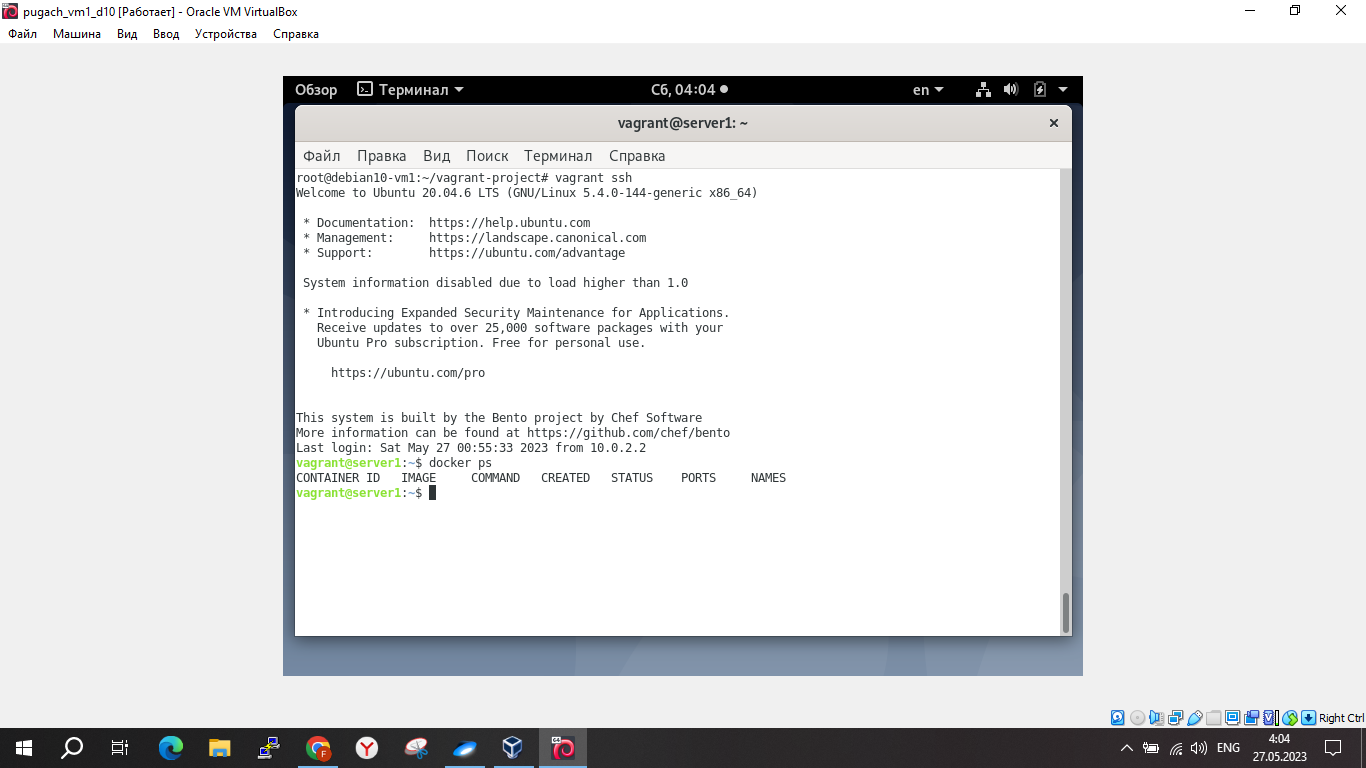 pugach_vm1_d10 [Работает] - Oracle VM VirtualBox
Файл Машина Вид Ввод Устройства Справка
Обзор Терминал Сб, 04:04 en
vagrant@server1: ~
Файл Правка Вид Поиск Терминал Справка
root@debian10-vm1:~/vagrant-project# vagrant ssh
Welcome to Ubuntu 20.04.6 LTS (GNU/Linux 5.4.0-144-generic x86_64)
* Documentation:  https://help.ubuntu.com
* Management:     https://landscape.canonical.com
* Support:        https://ubuntu.com/advantage
System information disabled due to load higher than 1.0
* Introducing Expanded Security Maintenance for Applications.
Receive updates to over 25,000 software packages with your
Ubuntu Pro subscription. Free for personal use.
https://ubuntu.com/pro
This system is built by the Bento project by Chef Software
More information can be found at https://github.com/chef/bento
Last login: Sat May 27 00:55:33 2023 from 10.0.2.2
vagrant@server1:~$ docker ps
CONTAINER ID   IMAGE     COMMAND   CREATED   STATUS    PORTS     NAMES
vagrant@server1:~$
Right Ctrl
ENG
4:04
27.05.2023